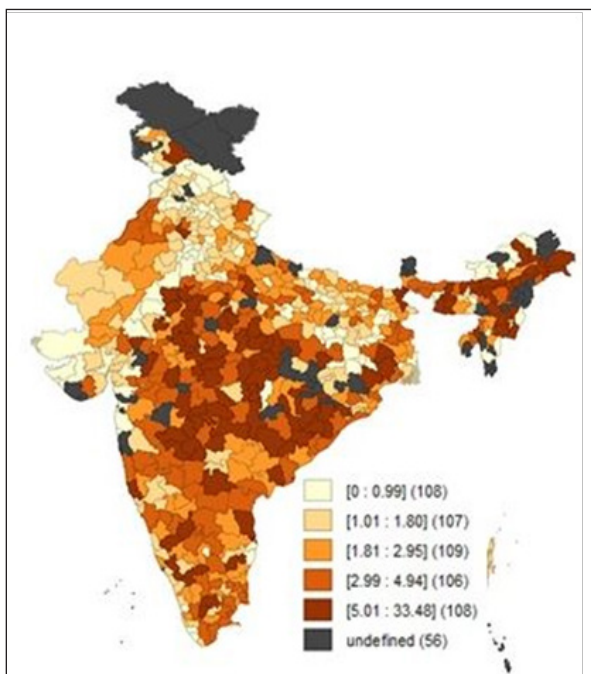 [0 : 0.99] (108)
[1.01 : 1.80] (107)
[1.81 : 2.95] (109)
[2.99 : 4.94] (106)
[5.01 : 33.48] (108)
undefined (56)